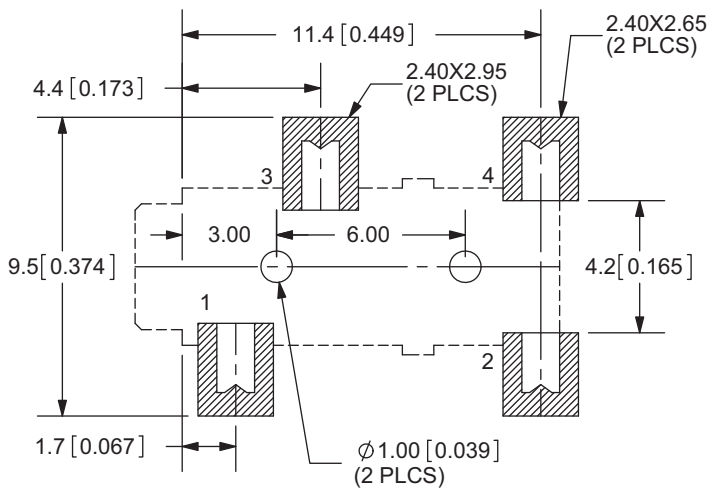 11.4 [0.449]
2.40X2.65
(2 PLCS)
4.4 [0.173]
2.40X2.95
(2 PLCS)
3
4
3.00
6.00
9.5 [0.374]
4.2 [0.165]
1
2
1.7 [0.067]
∅1.00 [0.039]
(2 PLCS)